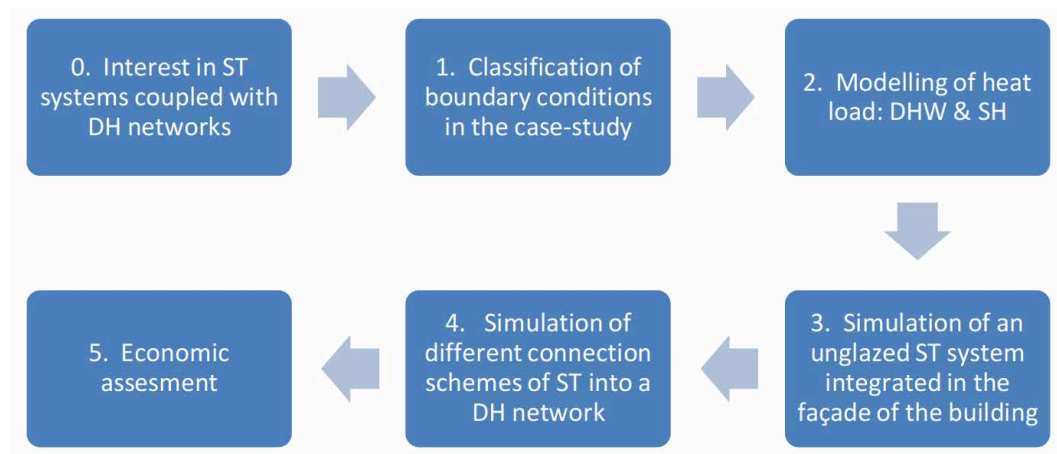 0. Interest in ST
systems coupled with
DH networks
1. Classification of
boundary conditions
in the case-study
2. Modelling of heat
load: DHW & SH
3. Simulation of an
unglazed ST system
integrated in the
façade of the building
4. Simulation of
different connection
schemes of ST into a
DH network
5. Economic
assesment